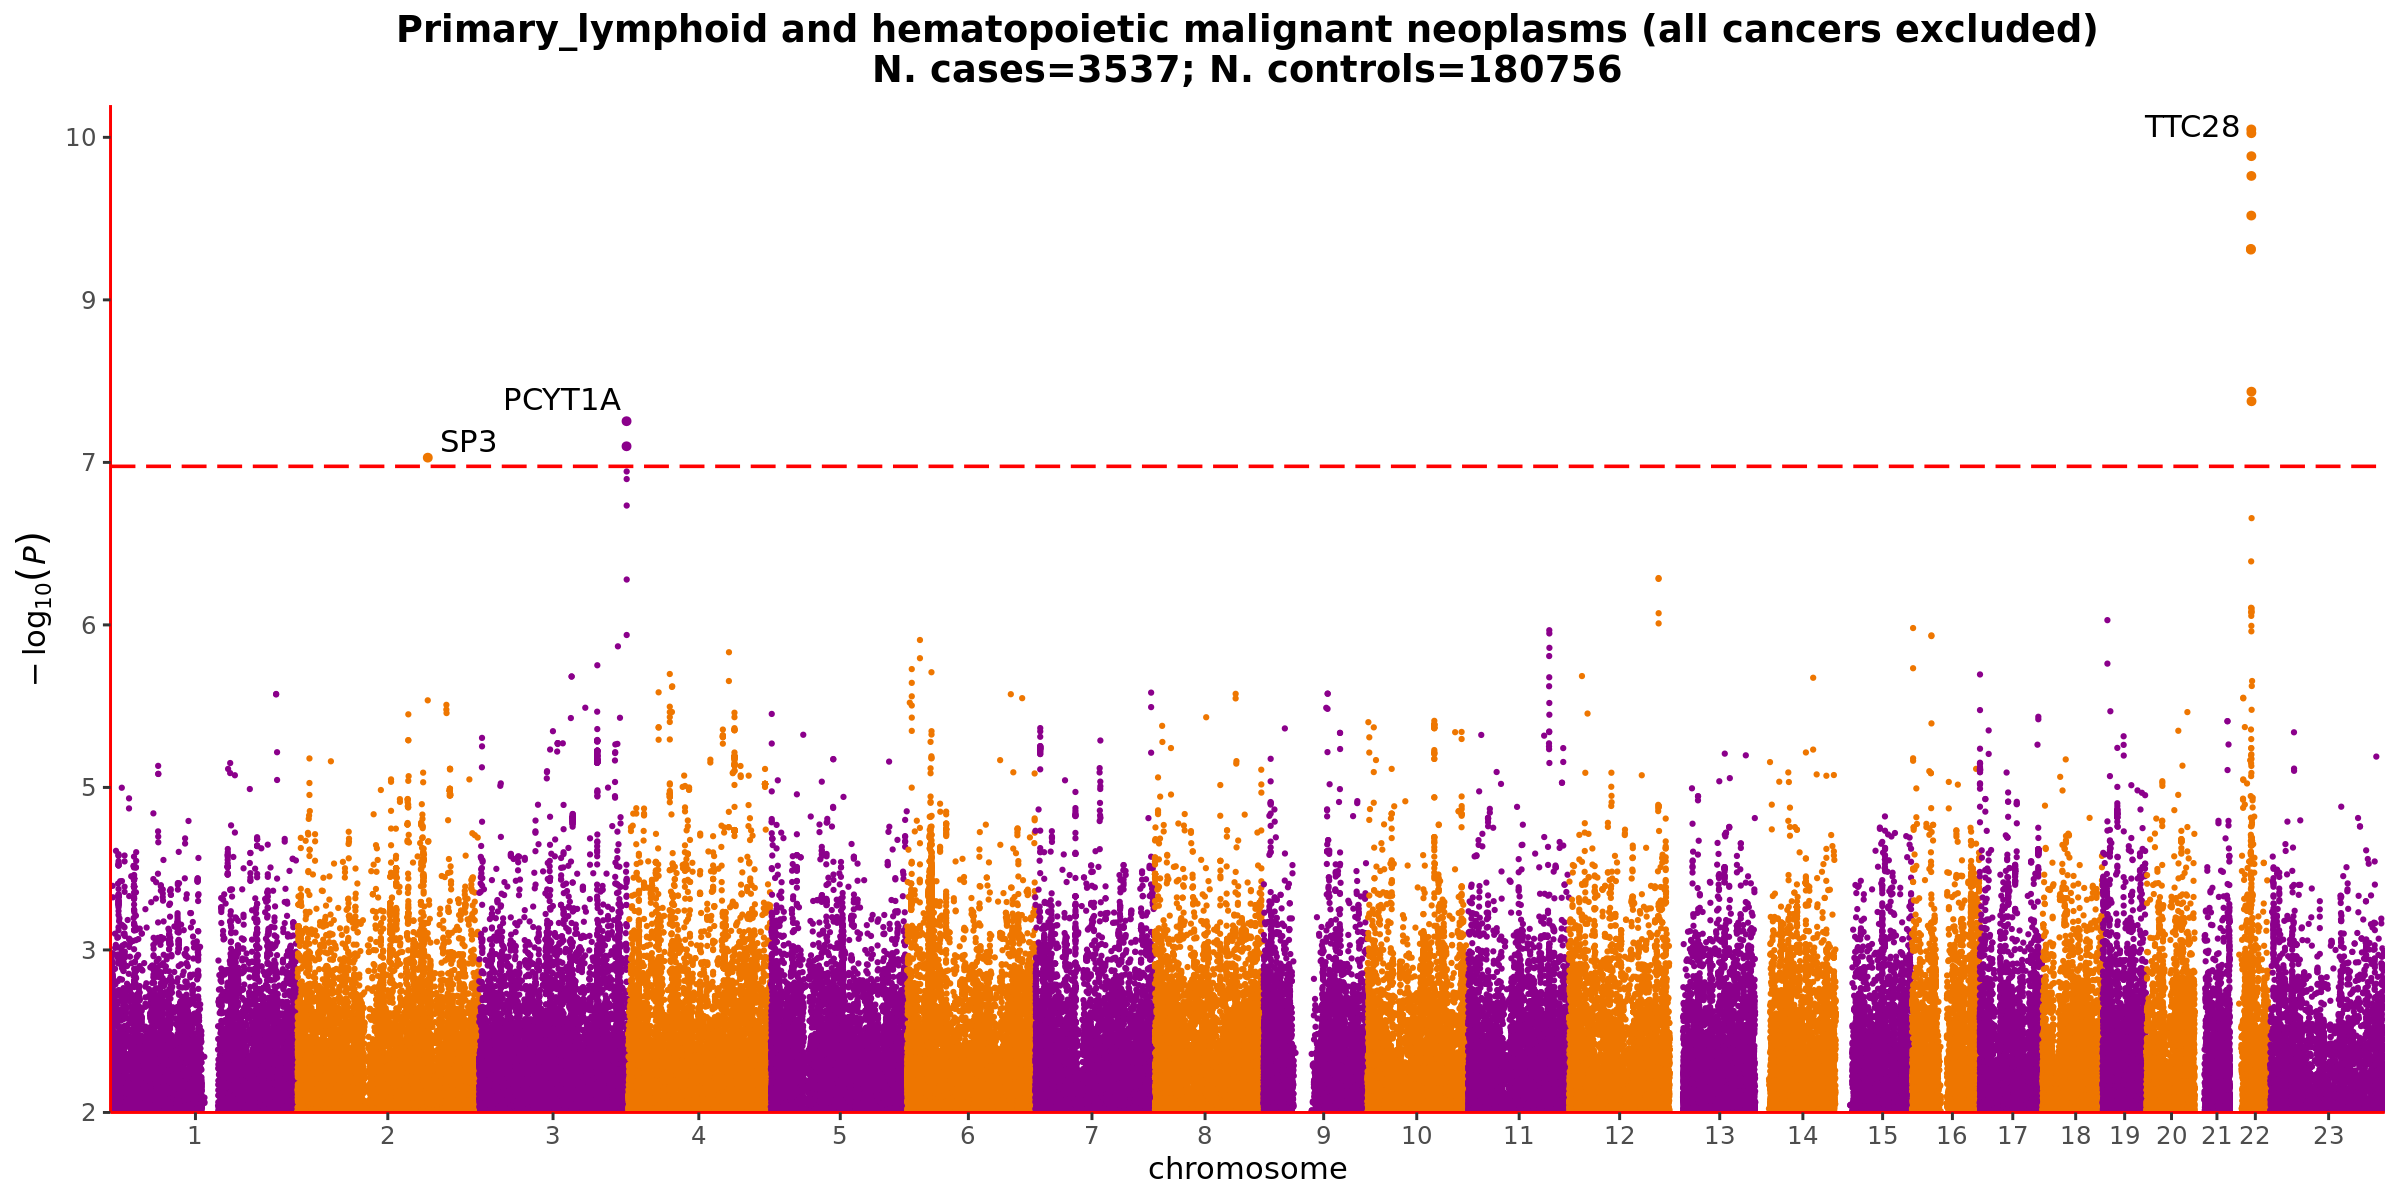 Primary_lymphoid and hematopoietic malignant neoplasms (all cancers excluded)
N. cases=3537; N. controls=180756
TTC28
PCYT1A
SP3
10
9
7
6
5
3
2
−log10(P)
1 2 3 4 5 6 7 8 9 10 11 12 13 14 15 16 17 18 19 20 21 22 23
chromosome